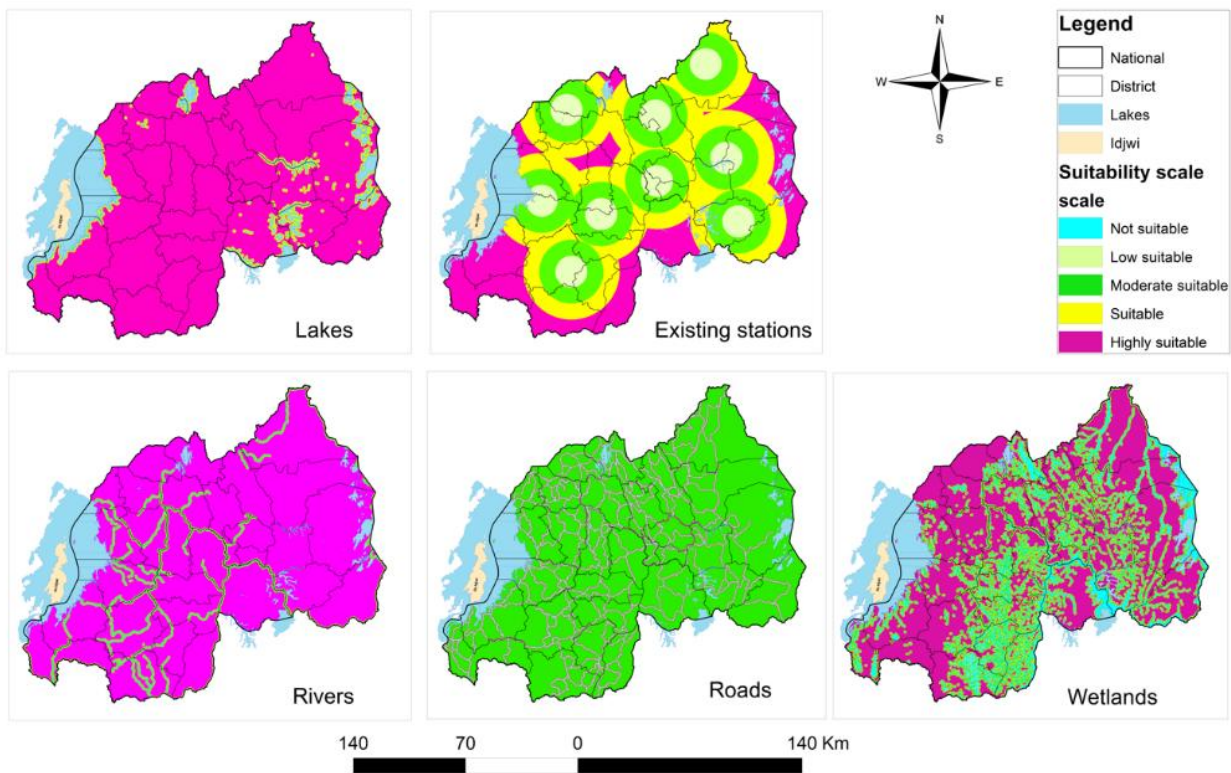 Lakes
Existing stations
N
W
E
S
Legend
National
District
Lakes
Idjwi
Suitability scale
scale
Not suitable
Low suitable
Moderate suitable
Suitable
Highly suitable
Rivers
Roads
Wetlands
140
70
0
140 Km